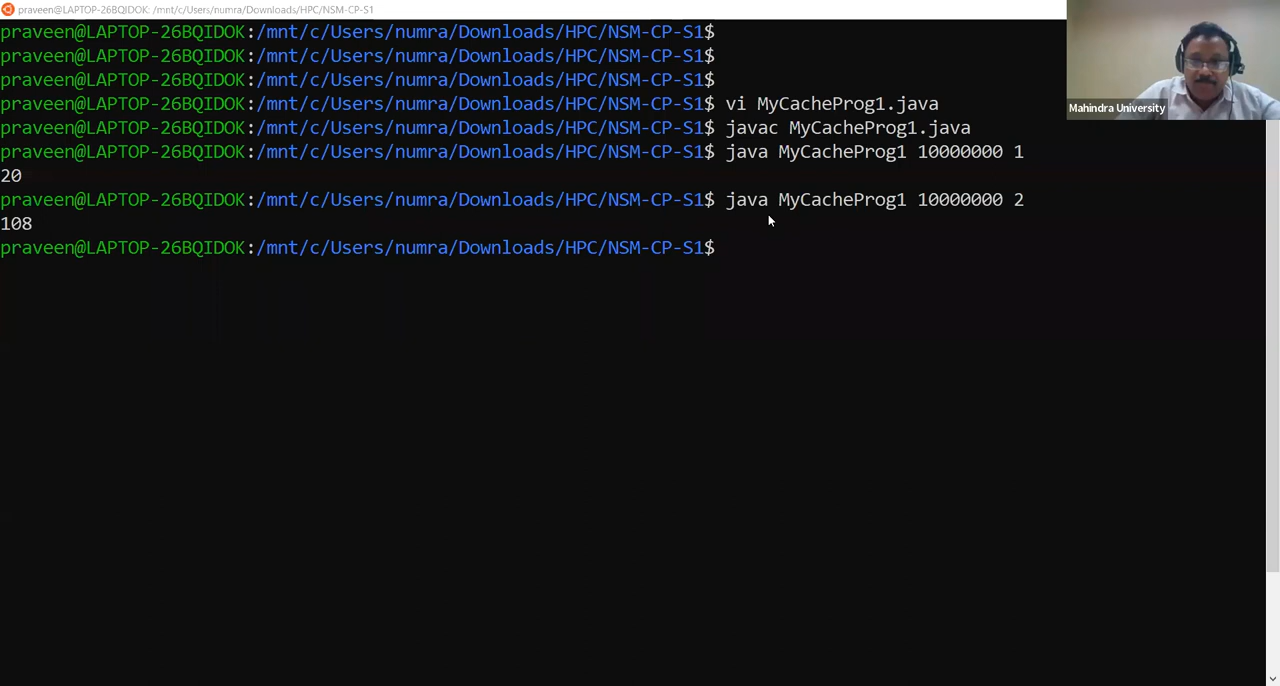 praveen@LAPTOP-26BQIDOK: /mnt/c/Users/numra/Downloads/HPC/NSM-CP-S1
praveen@LAPTOP-26BQIDOK:/mnt/c/Users/numra/Downloads/HPC/NSM-CP-S1$
praveen@LAPTOP-26BQIDOK:/mnt/c/Users/numra/Downloads/HPC/NSM-CP-S1$
praveen@LAPTOP-26BQIDOK:/mnt/c/Users/numra/Downloads/HPC/NSM-CP-S1$
praveen@LAPTOP-26BQIDOK:/mnt/c/Users/numra/Downloads/HPC/NSM-CP-S1$ vi MyCacheProg1.java
Mahindra University
praveen@LAPTOP-26BQIDOK:/mnt/c/Users/numra/Downloads/HPC/NSM-CP-S1$ javac MyCacheProg1.java
praveen@LAPTOP-26BQIDOK:/mnt/c/Users/numra/Downloads/HPC/NSM-CP-S1$ java MyCacheProg1 10000000 1
20
praveen@LAPTOP-26BQIDOK:/mnt/c/Users/numra/Downloads/HPC/NSM-CP-S1$ java MyCacheProg1 10000000 2
108
praveen@LAPTOP-26BQIDOK:/mnt/c/Users/numra/Downloads/HPC/NSM-CP-S1$